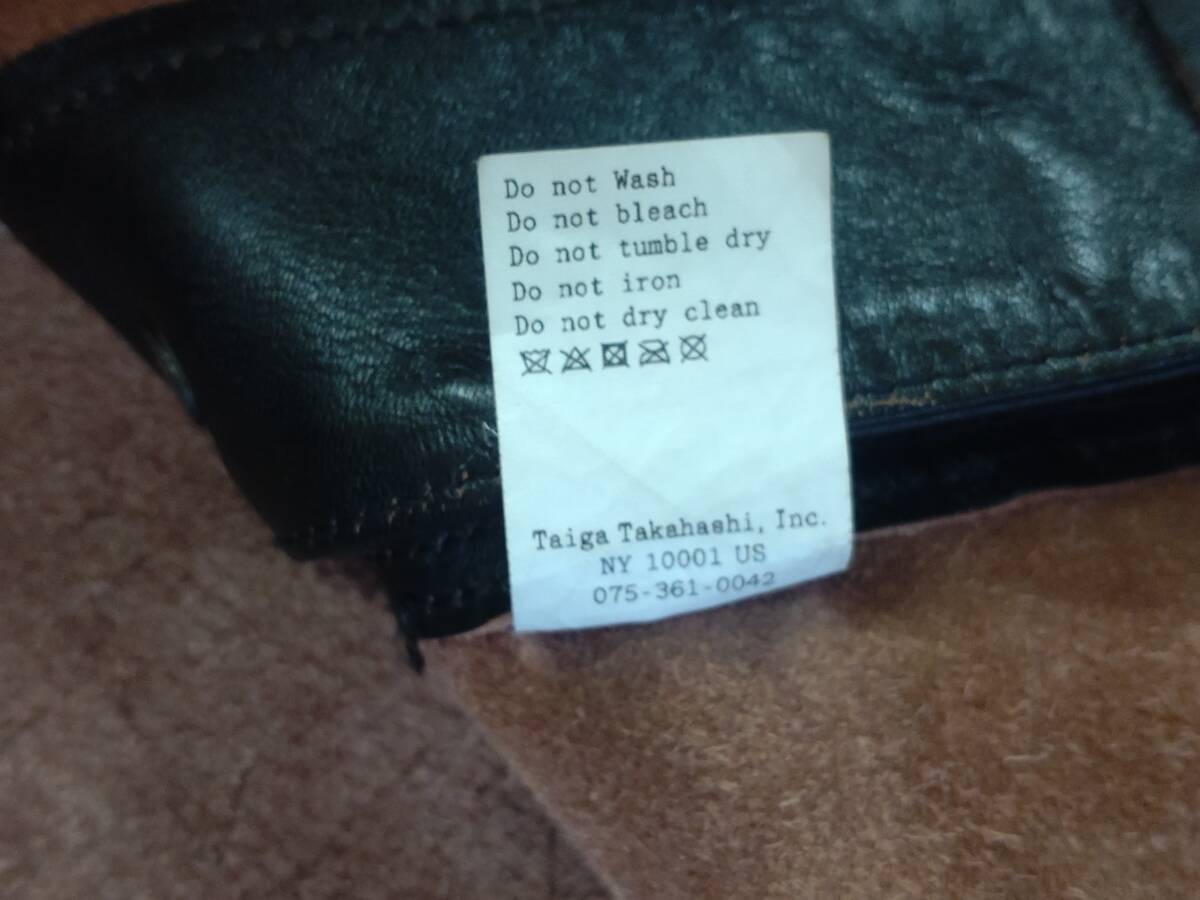 Do not Wash
Do not bleach
Do not tumble dry
Do not iron
Do not dry clean
Taiga Takahashi, Inc.
NY 10001 US
075-361-0042